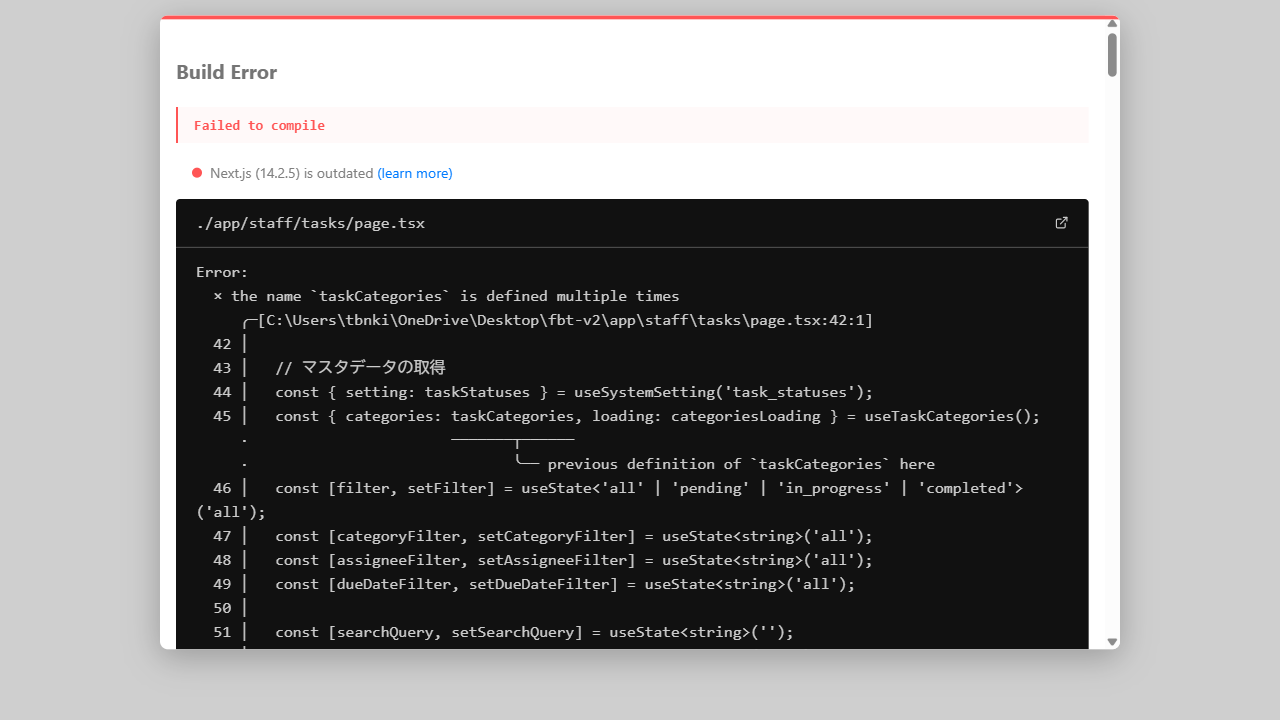 Build Error
Failed to compile
Next.js (14.2.5) is outdated (learn more)
./app/staff/tasks/page.tsx
Error:
  × the name `taskCategories` is defined multiple times
     ╭─[C:\Users\tbnki\OneDrive\Desktop\fbt-v2\app\staff\tasks\page.tsx:42:1]
  42 │
  43 │   // マスタデータの取得
  44 │   const { setting: taskStatuses } = useSystemSetting('task_statuses');
  45 │   const { categories: taskCategories, loading: categoriesLoading } = useTaskCategories();
     ·                       ───────┬──────
     ·                              ╰── previous definition of `taskCategories` here
  46 │   const [filter, setFilter] = useState<'all' | 'pending' | 'in_progress' | 'completed'>
('all');
  47 │   const [categoryFilter, setCategoryFilter] = useState<string>('all');
  48 │   const [assigneeFilter, setAssigneeFilter] = useState<string>('all');
  49 │   const [dueDateFilter, setDueDateFilter] = useState<string>('all');
  50 │
  51 │   const [searchQuery, setSearchQuery] = useState<string>('');